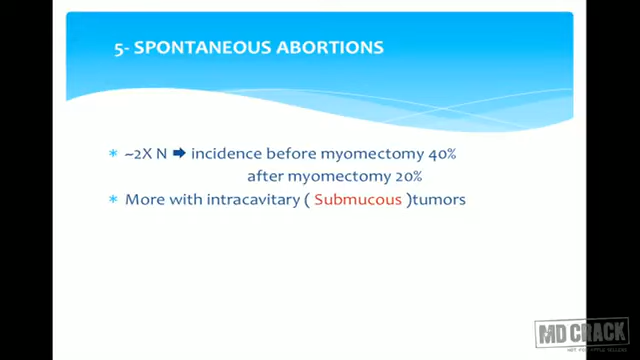 5- SPONTANEOUS ABORTIONS
* ~2X N ➡ incidence before myomectomy 40%
after myomectomy 20%
* More with intracavitary ( Submucous )tumors
MD CRACK